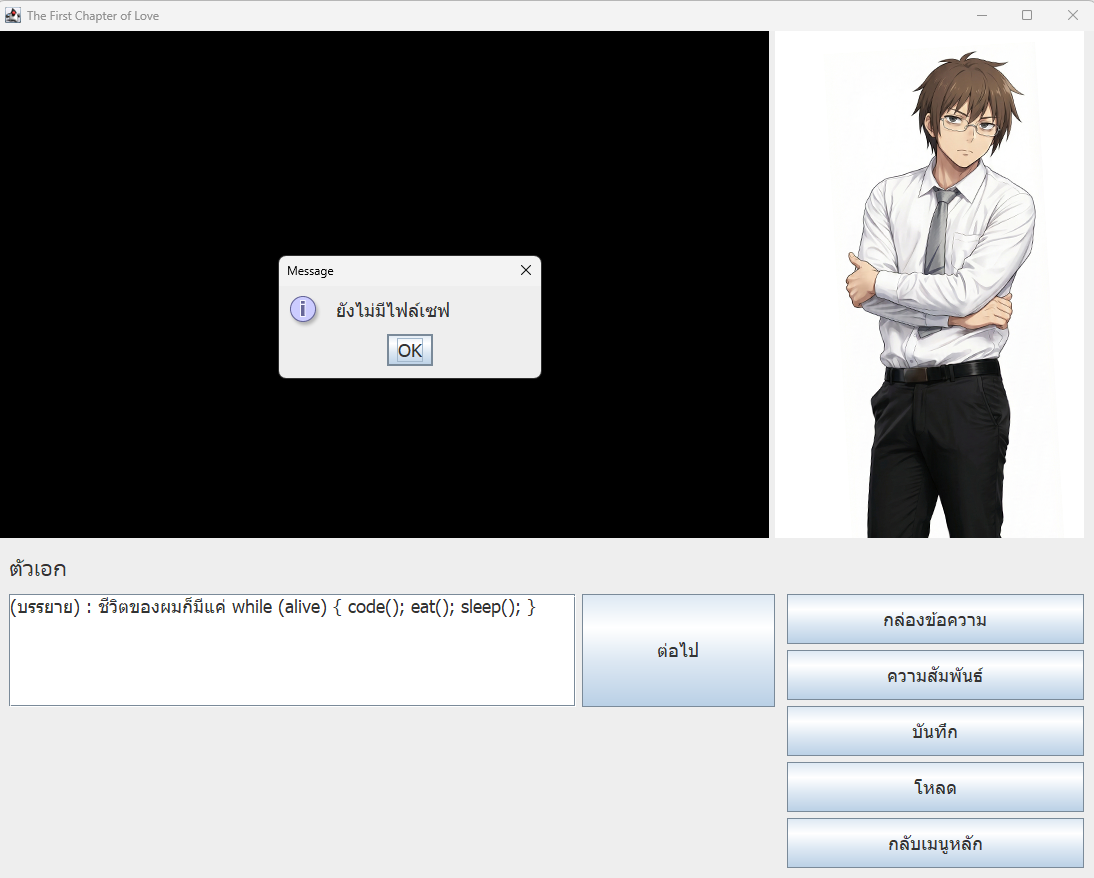 The First Chapter of Love
Message
ยังไม่มีไฟล์เซฟ
OK
ตัวเอก
(บรรยาย) : ชีวิตของผมก็มีแค่ while (alive) { code(); eat(); sleep(); }
ต่อไป
กล่องข้อความ
ความสัมพันธ์
บันทึก
โหลด
กลับเมนูหลัก